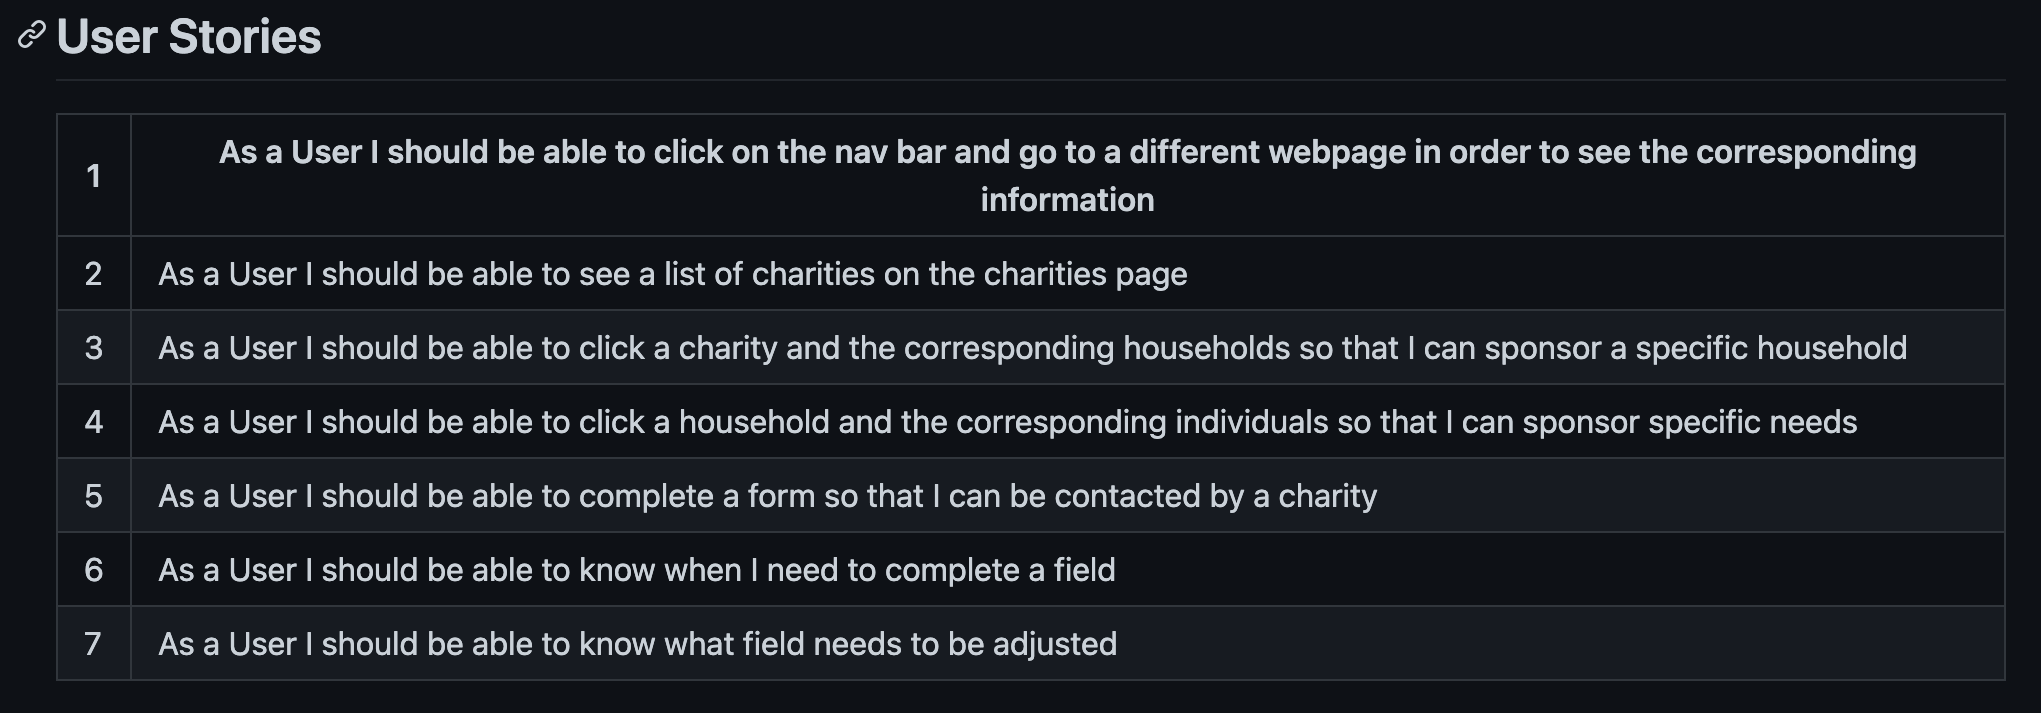 User Stories
1
As a User I should be able to click on the nav bar and go to a different webpage in order to see the corresponding
information
2 As a User I should be able to see a list of charities on the charities page
3 As a User I should be able to click a charity and the corresponding households so that I can sponsor a specific household
4 As a User I should be able to click a household and the corresponding individuals so that I can sponsor specific needs
5 As a User I should be able to complete a form so that I can be contacted by a charity
6 As a User I should be able to know when I need to complete a field
7 As a User I should be able to know what field needs to be adjusted